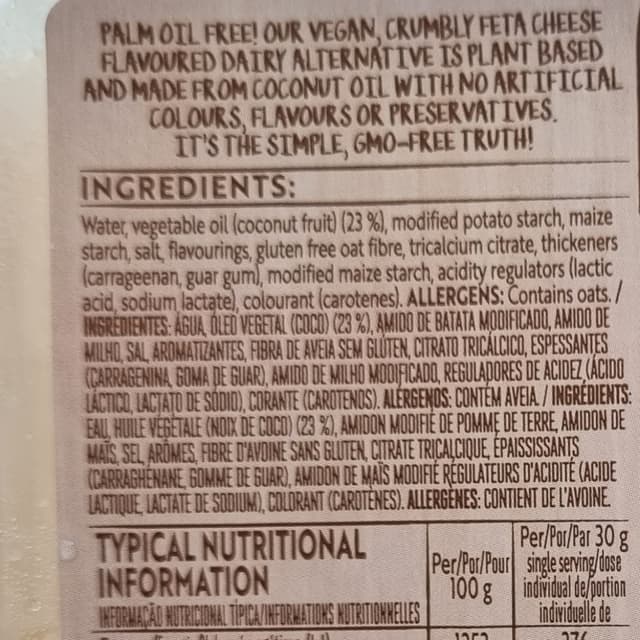 PALM OIL FREE! OUR VEGAN, CRUMBLY FETA CHEESE
FLAVOURED DAIRY ALTERNATIVE IS PLANT BASED
AND MADE FROM COCONUT OIL WITH NO ARTIFICIAL
COLOURS, FLAVOURS OR PRESERVATIVES.
IT'S THE SIMPLE, GMO-FREE TRUTH!
INGREDIENTS:
Water, vegetable oil (coconut fruit) (23 %), modified potato starch, maize
starch, salt, flavourings, gluten free oat fibre, tricalcium citrate, thickeners
(carrageenan, guar gum), modified maize starch, acidity regulators (lactic
acid, sodium lactate), colourant (carotenes). ALLERGENS: Contains oats. /
INGREDIENTES: ÁGUA, ÓLEO VEGETAL (COCO) (23 %), AMIDO DE BATATA MODIFICADO, AMIDO DE
MILHO, SAL, AROMATIZANTES, FIBRA DE AVEIA SEM GLÚTEN, CITRATO TRICÁLCICO, ESPESSANTES
(CARRAGENINA, GOMA DE GUAR), AMIDO DE MILHO MODIFICADO, REGULADORES DE ACIDEZ (ÁCIDO
LÁCTICO, LACTATO DE SÓDIO), CORANTE (CAROTENOS). ALERGENOS: CONTÉM AVEIA. / INGRÉDIENTS:
EAU, HUILE VÉGÉTALE (NOIX DE COCO) (23 %), AMIDON MODIFIÉ DE POMME DE TERRE, AMIDON DE
MAÏS, SEL, ARÔMES, FIBRE D'AVOINE SANS GLUTEN, CITRATE TRICALCIQUE, ÉPAISSISSANTS
(CARRAGHÉNANE, GOMME DE GUAR), AMIDON DE MAÏS MODIFIÉ RÉGULATEURS D'ACIDITÉ (ACIDE
LACTIQUE, LACTATE DE SODIUM), COLORANT (CAROTÈNES). ALLERGÈNES: CONTIENT DE L'AVOINE.
TYPICAL NUTRITIONAL
INFORMATION
INFORMAÇÃO NUTRICIONAL TÍPICA/INFORMATIONS NUTRITIONNELLES
Per/Por/Pour
100 g
Per/Por/Par 30 g
single serving/dose
individual de/portion
individuelle de